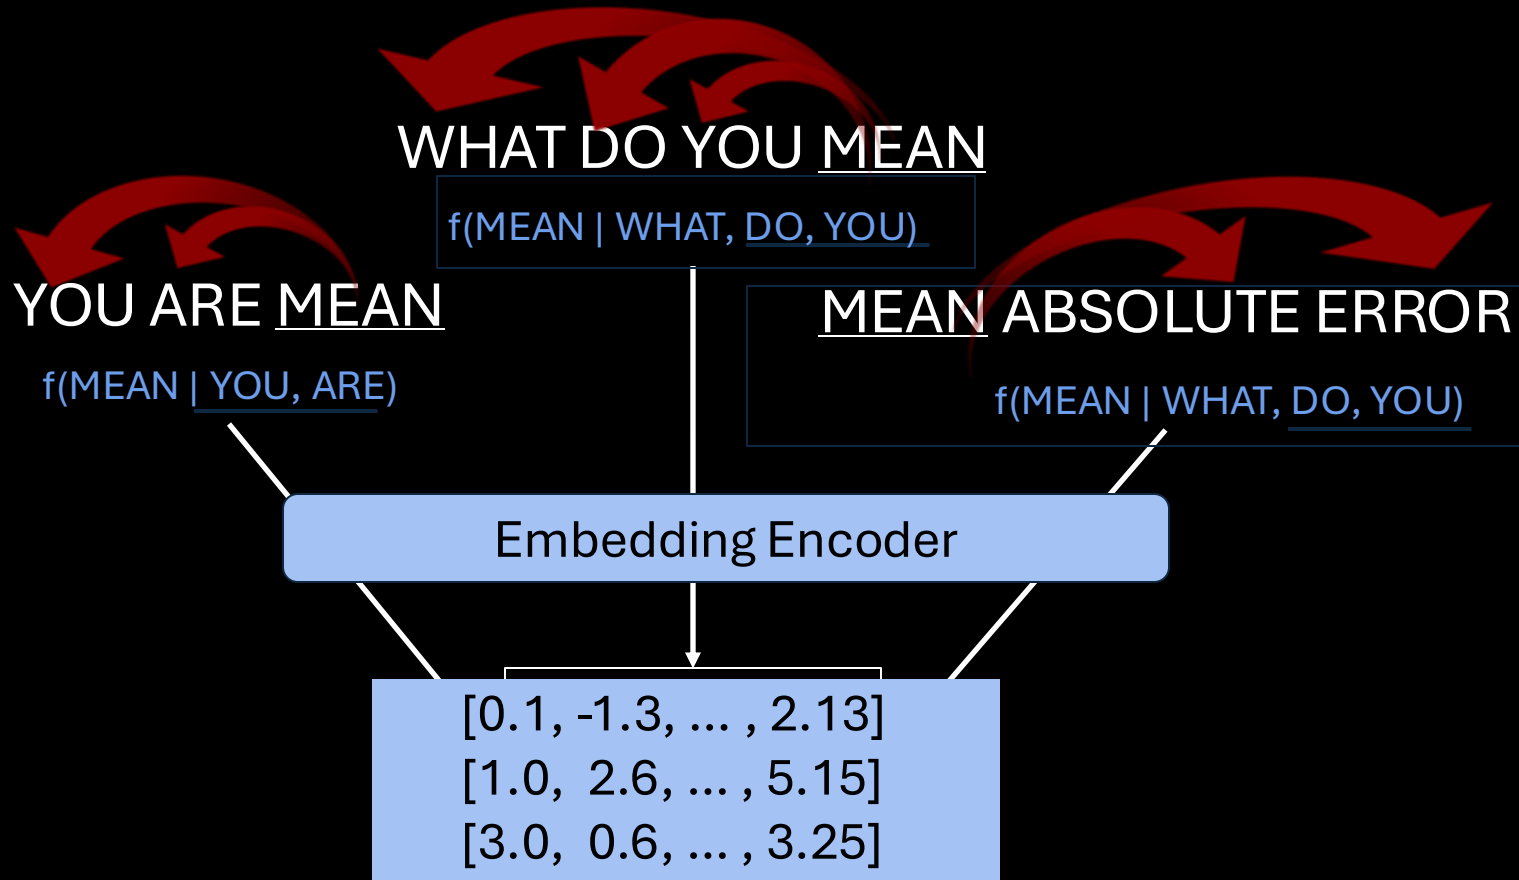 WHAT DO YOU MEAN
f(MEAN | WHAT, DO, YOU)
YOU ARE MEAN
f(MEAN | YOU, ARE)
MEAN ABSOLUTE ERROR
f(MEAN | WHAT, DO, YOU)
Embedding Encoder
[0.1, -1.3, ... , 2.13]
[1.0, 2.6, ... , 5.15]
[3.0, 0.6, ... , 3.25]